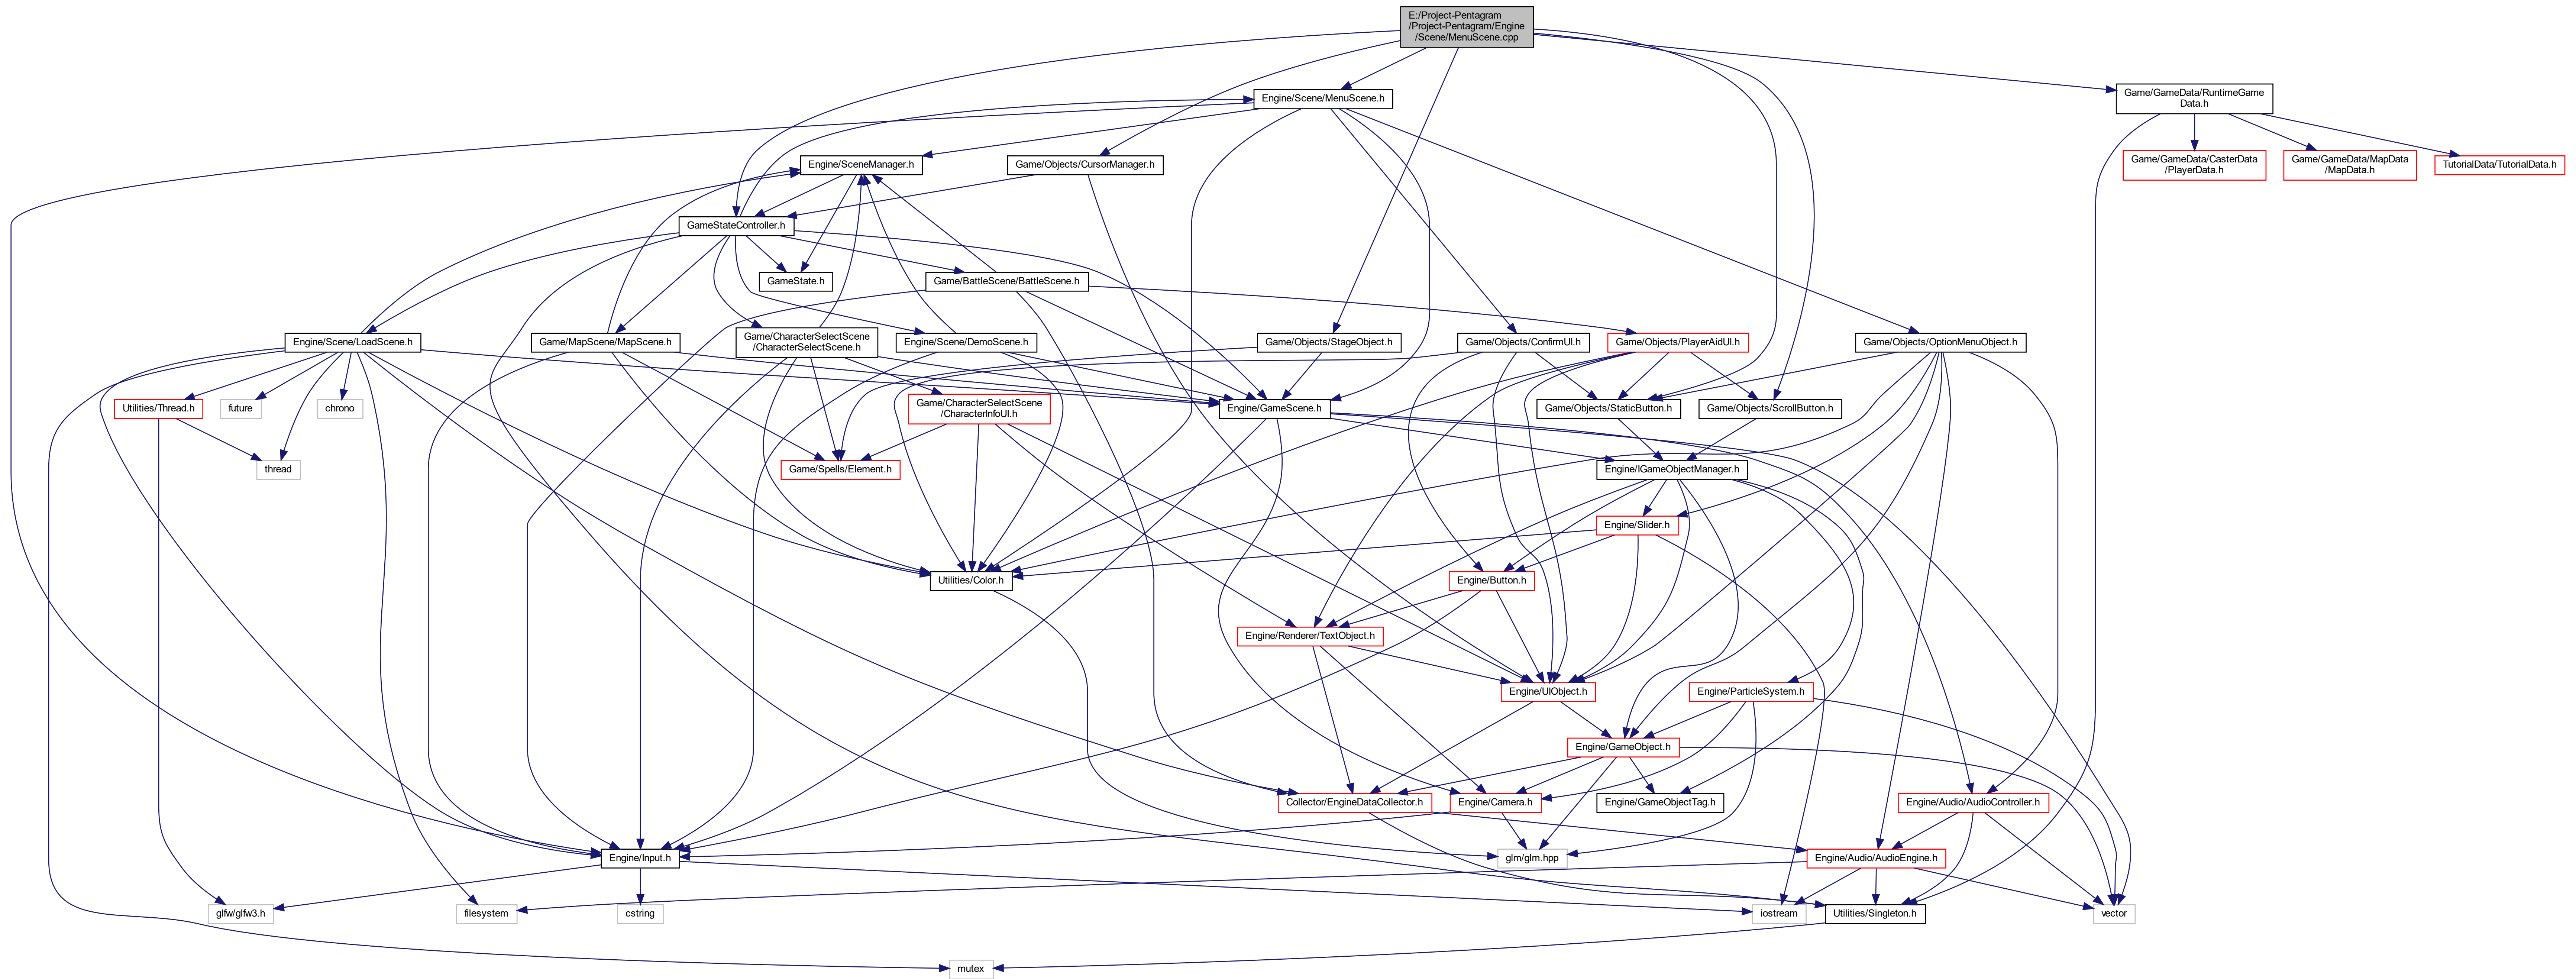 E:/Project-Pentagram
/Project-Pentagram/Engine
/Scene/MenuScene.cpp
Engine/Scene/MenuScene.h
Game/GameData/RuntimeGame
Data.h
Engine/SceneManager.h
Game/Objects/CursorManager.h
Game/GameData/CasterData
/PlayerData.h
Game/GameData/MapData
/MapData.h
TutorialData/TutorialData.h
GameStateController.h
GameState.h
Game/BattleScene/BattleScene.h
Engine/Scene/LoadScene.h
Game/MapScene/MapScene.h
Game/CharacterSelectScene
/CharacterSelectScene.h
Engine/Scene/DemoScene.h
Game/Objects/StageObject.h
Game/Objects/ConfirmUI.h
Game/Objects/PlayerAidUI.h
Game/Objects/OptionMenuObject.h
Utilities/Thread.h
future
chrono
Game/CharacterSelectScene
/CharacterInfoUI.h
Engine/GameScene.h
Game/Objects/StaticButton.h
Game/Objects/ScrollButton.h
thread
Game/Spells/Element.h
Engine/IGameObjectManager.h
Engine/Slider.h
Utilities/Color.h
Engine/Button.h
Engine/Renderer/TextObject.h
Engine/UIObject.h
Engine/ParticleSystem.h
Engine/GameObject.h
Collector/EngineDataCollector.h
Engine/Camera.h
Engine/GameObjectTag.h
Engine/Audio/AudioController.h
Engine/Input.h
glm/glm.hpp
Engine/Audio/AudioEngine.h
glfw/glfw3.h
filesystem
cstring
iostream
Utilities/Singleton.h
vector
mutex